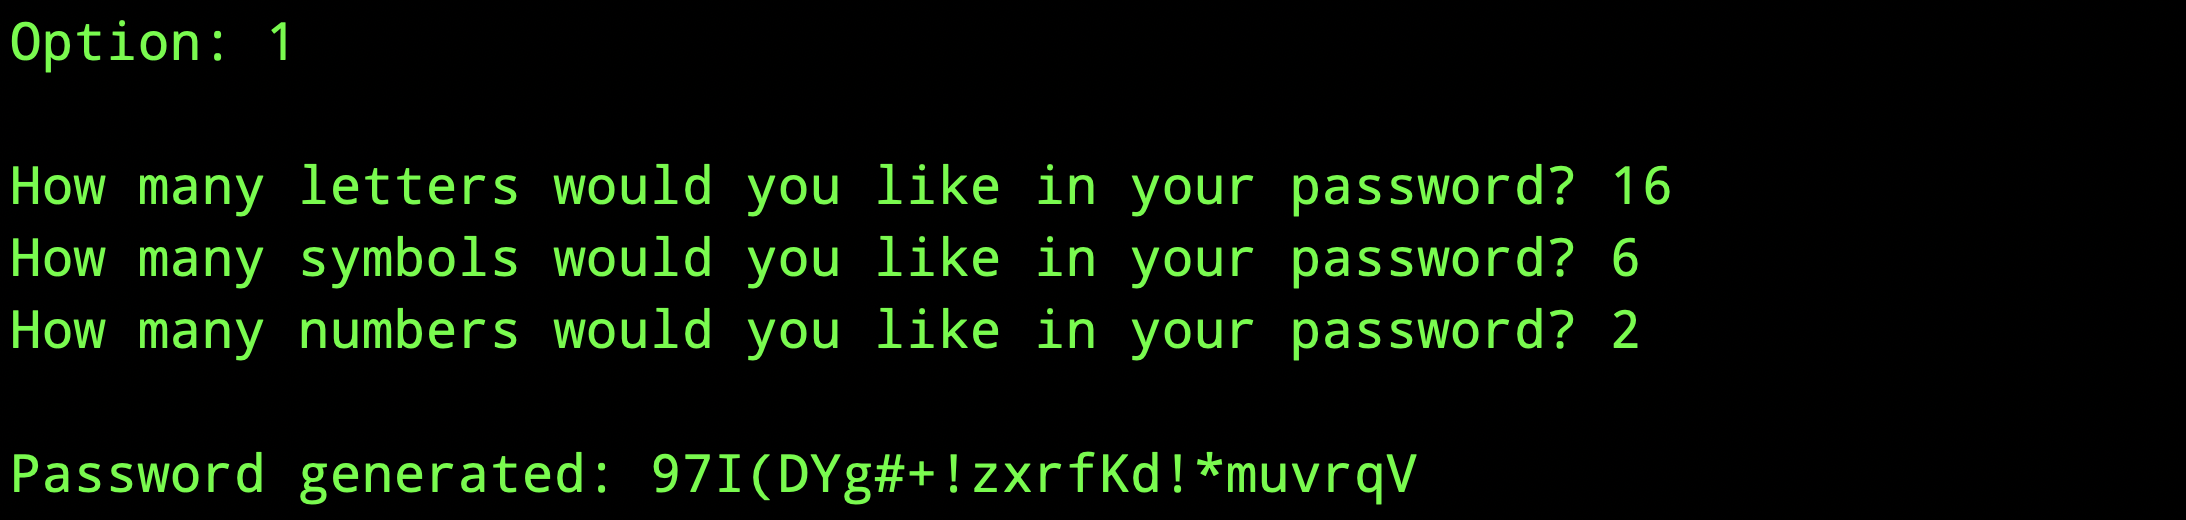 Option: 1
How many letters would you like in your password? 16
How many symbols would you like in your password? 6
How many numbers would you like in your password? 2
Password generated: 97I(DYg#+!zxrfKd!*muvrqV